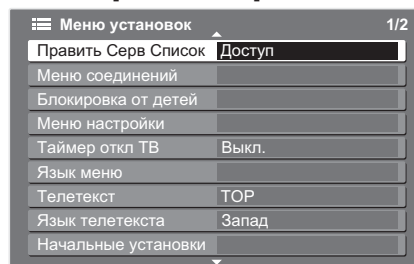 Меню установок 1/2
Править Серв Список Доступ
Меню соединений
Блокировка от детей
Меню настройки
Таймер откл ТВ Выкл.
Язык меню
Телетекст TOP
Язык телетекста Запад
Начальные установки